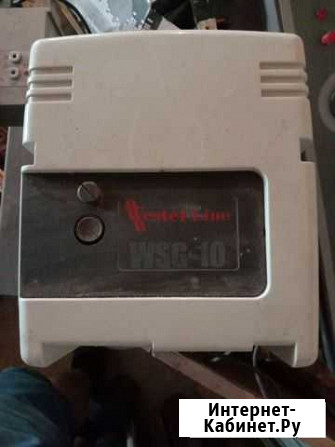 WesterLine
WSG-10
Интернет-
Кабинет.Ру